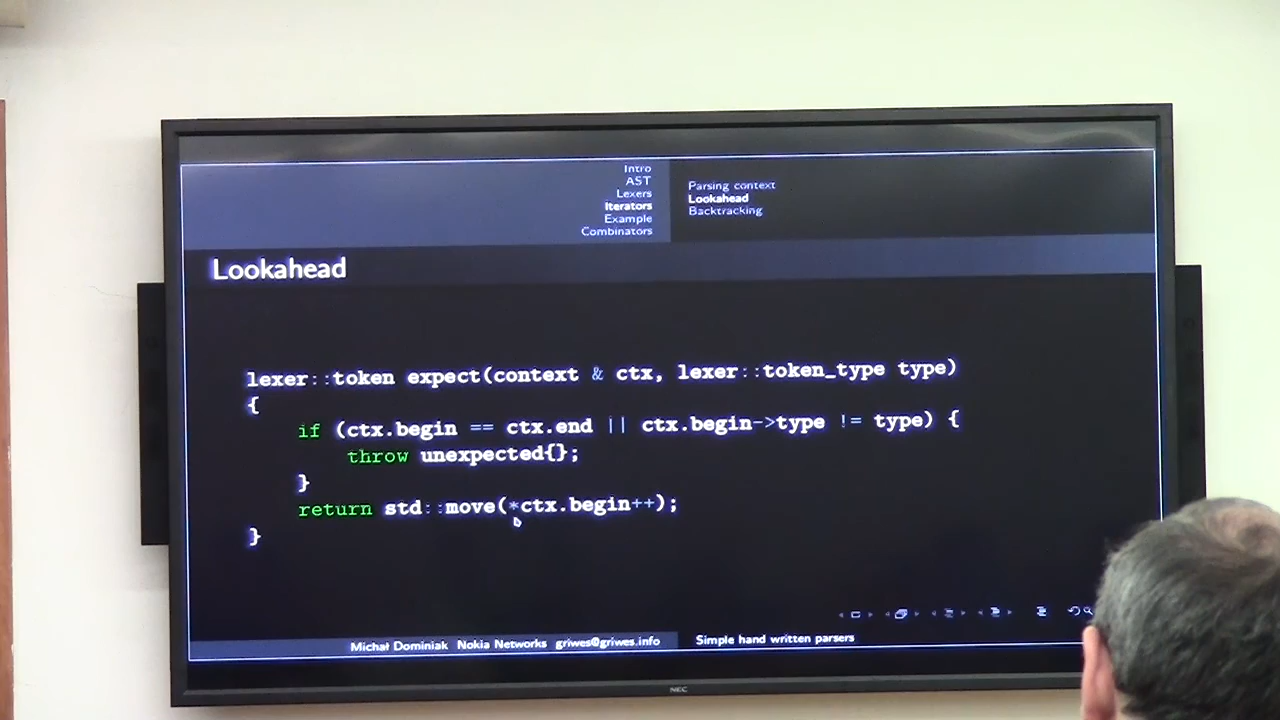 Intro
AST
Lexers
Iterators
Example
Combinators
Parsing context
Lookahead
Backtracking
Lookahead
lexer::token expect(context & ctx, lexer::token_type type)
{
if (ctx.begin == ctx.end || ctx.begin->type != type) {
throw unexpected{};
}
return std::move(*ctx.begin++);
}
Michał Dominiak Nokia Networks griwes@griwes.info
Simple hand written parsers
NEC